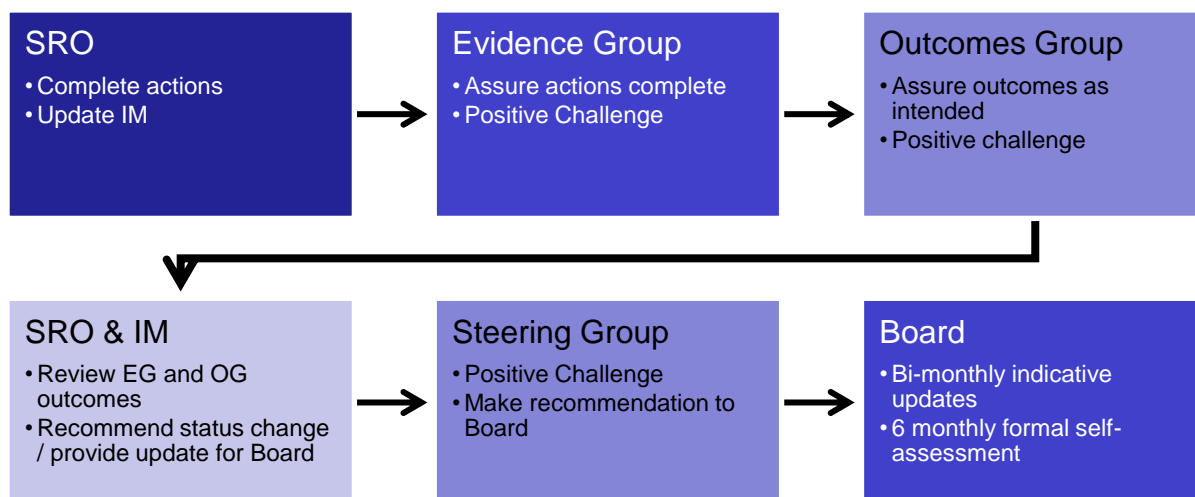 SRO
• Complete actions
• Update IM
Evidence Group
• Assure actions complete
• Positive Challenge
Outcomes Group
• Assure outcomes as
intended
• Positive challenge
SRO & IM
• Review EG and OG
outcomes
• Recommend status change
/ provide update for Board
Steering Group
• Positive Challenge
• Make recommendation to
Board
Board
• Bi-monthly indicative
updates
• 6 monthly formal self-
assessment